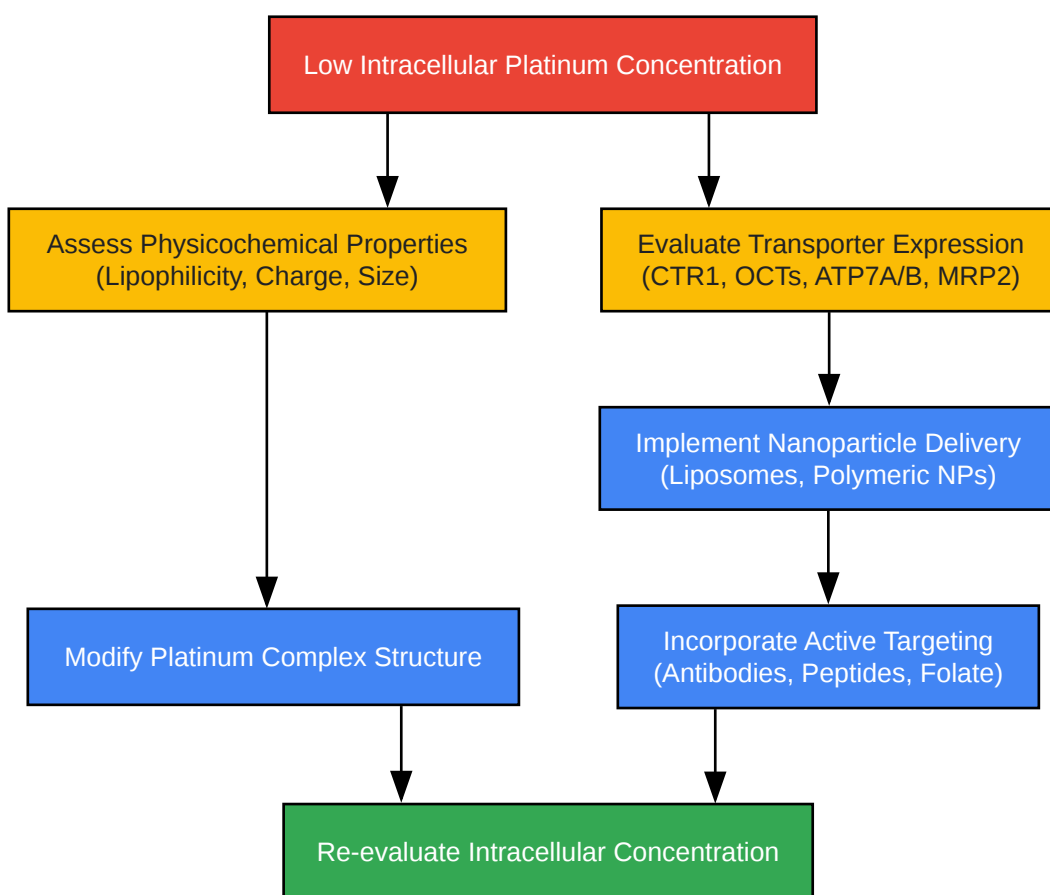 Low Intracellular Platinum Concentration
Assess Physicochemical Properties
(Lipophilicity, Charge, Size)
Evaluate Transporter Expression
(CTR1, OCTs, ATP7A/B, MRP2)
Implement Nanoparticle Delivery
(Liposomes, Polymeric NPs)
Modify Platinum Complex Structure
Incorporate Active Targeting
(Antibodies, Peptides, Folate)
Re-evaluate Intracellular Concentration